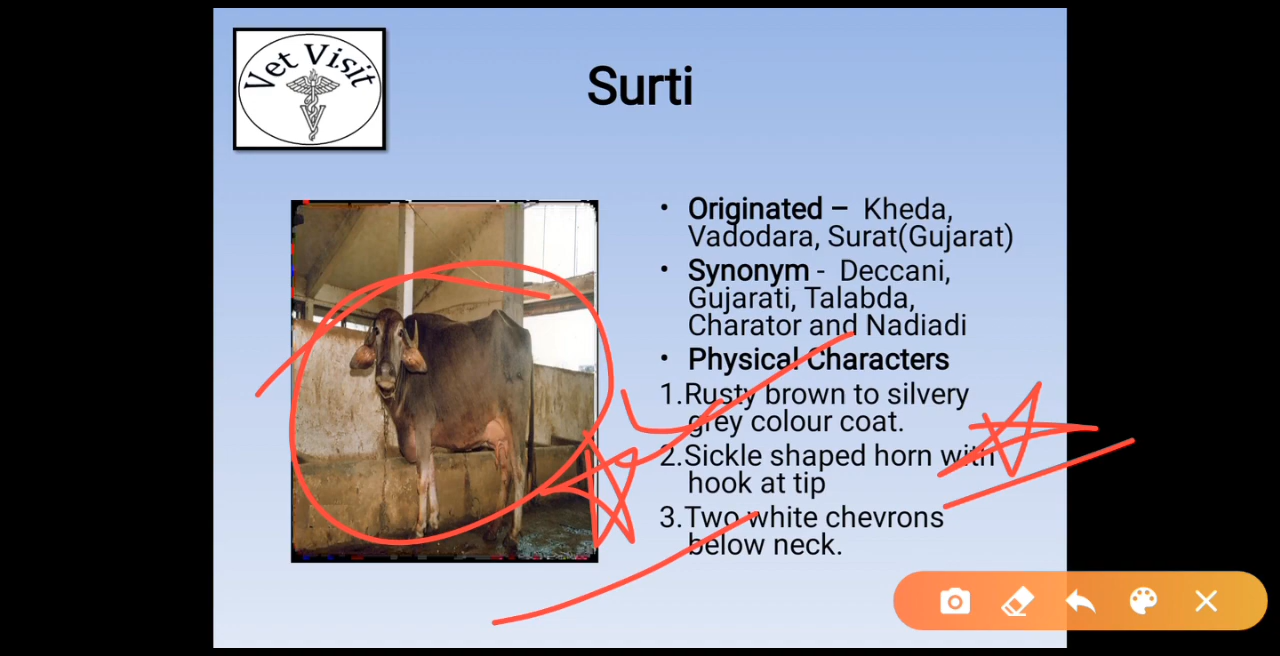 Vet Visit
Surti
• Originated – Kheda,
Vadodara, Surat(Gujarat)
• Synonym - Deccani,
Gujarati, Talabda,
Charator and Nadiadi
• Physical Characters
1.Rusty brown to silvery
grey colour coat.
2.Sickle shaped horn with
hook at tip
3.Two white chevrons
below neck.